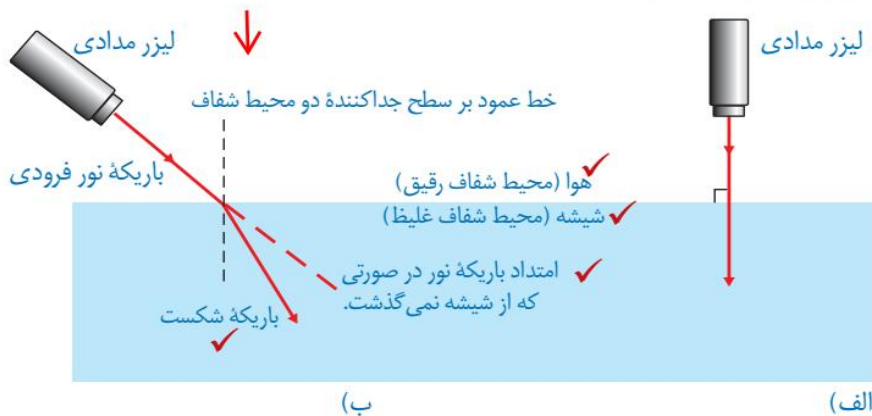 لیزر مدادی
لیزر مدادی
خط عمود بر سطح جداکنندهٔ دو محیط شفاف
باریکهٔ نور فرودی
هوا (محیط شفاف رقیق)
شیشه (محیط شفاف غلیظ)
امتداد باریکهٔ نور در صورتی
که از شیشه نمی‌گذشت.
باریکهٔ شکست
الف)
ب)